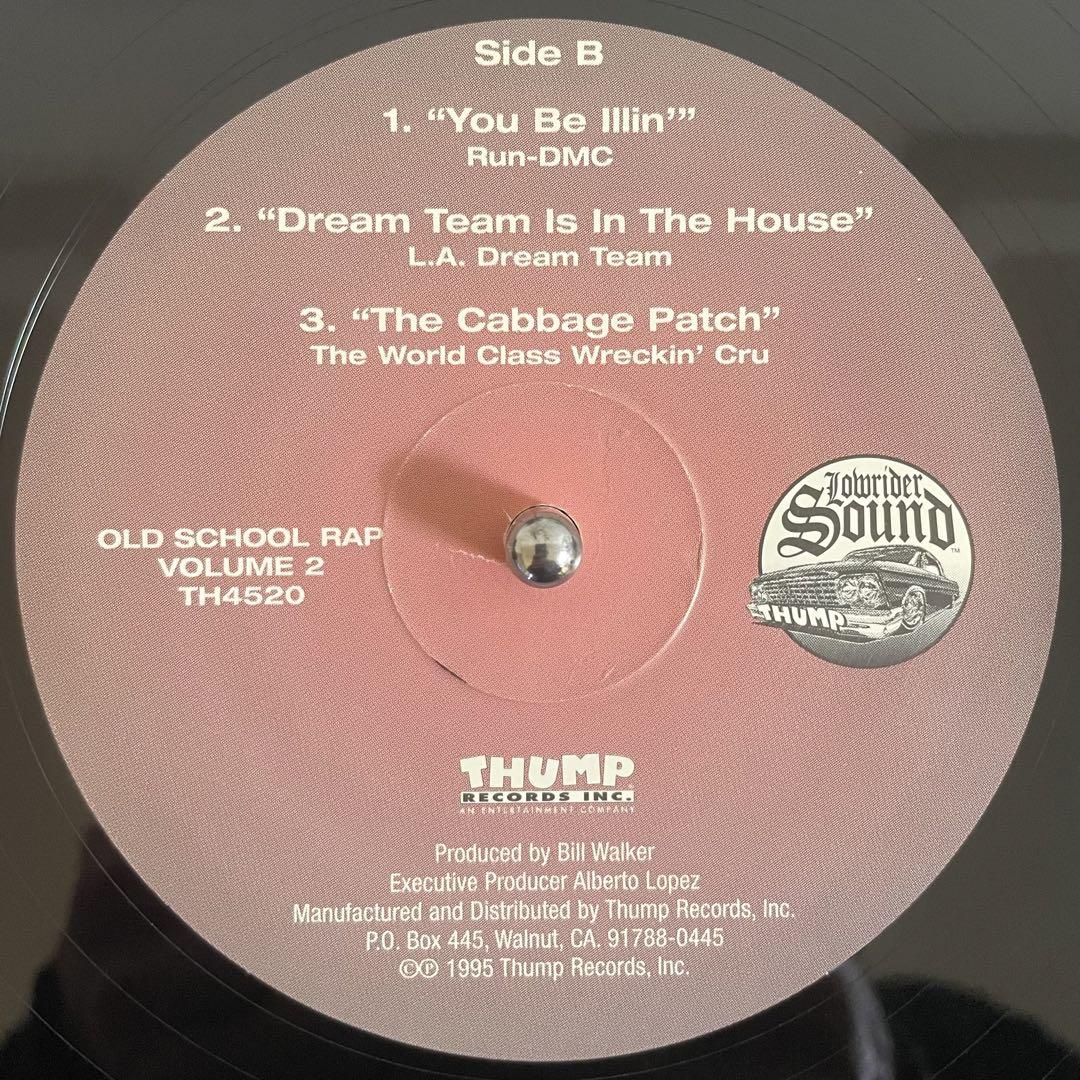 Side B
1. “You Be Illin’”
Run-DMC
2. “Dream Team Is In The House”
L.A. Dream Team
3. “The Cabbage Patch”
The World Class Wreckin’ Cru
OLD SCHOOL RAP
VOLUME 2
TH4520
Lowrider
Sound
TM
THUMP
THUMP
RECORDS INC.
AN ENTERTAINMENT COMPANY
Produced by Bill Walker
Executive Producer Alberto Lopez
Manufactured and Distributed by Thump Records, Inc.
P.O. Box 445, Walnut, CA. 91788-0445
©℗ 1995 Thump Records, Inc.